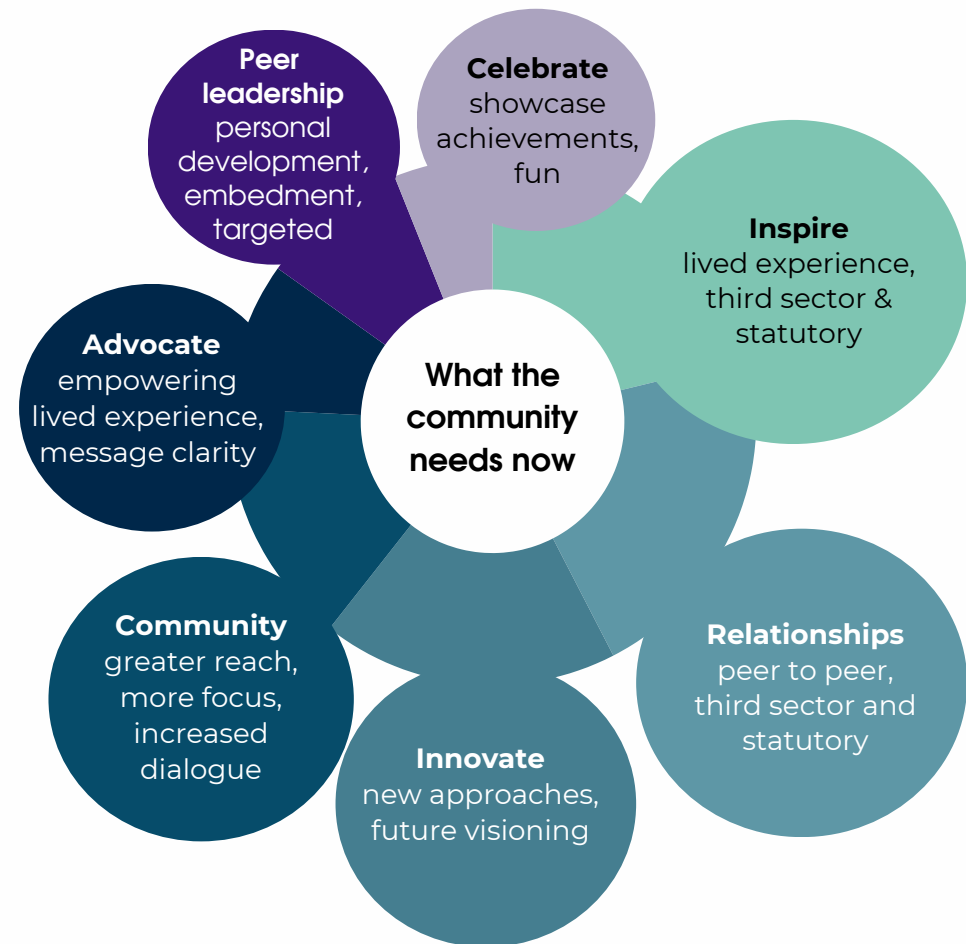 Peer
leadership
personal
development,
embedment,
targeted
Celebrate
showcase
achievements,
fun
Inspire
lived experience,
third sector &
statutory
Advocate
empowering
lived experience,
message clarity
What the
community
needs now
Community
greater reach,
more focus,
increased
dialogue
Relationships
peer to peer,
third sector and
statutory
Innovate
new approaches,
future visioning